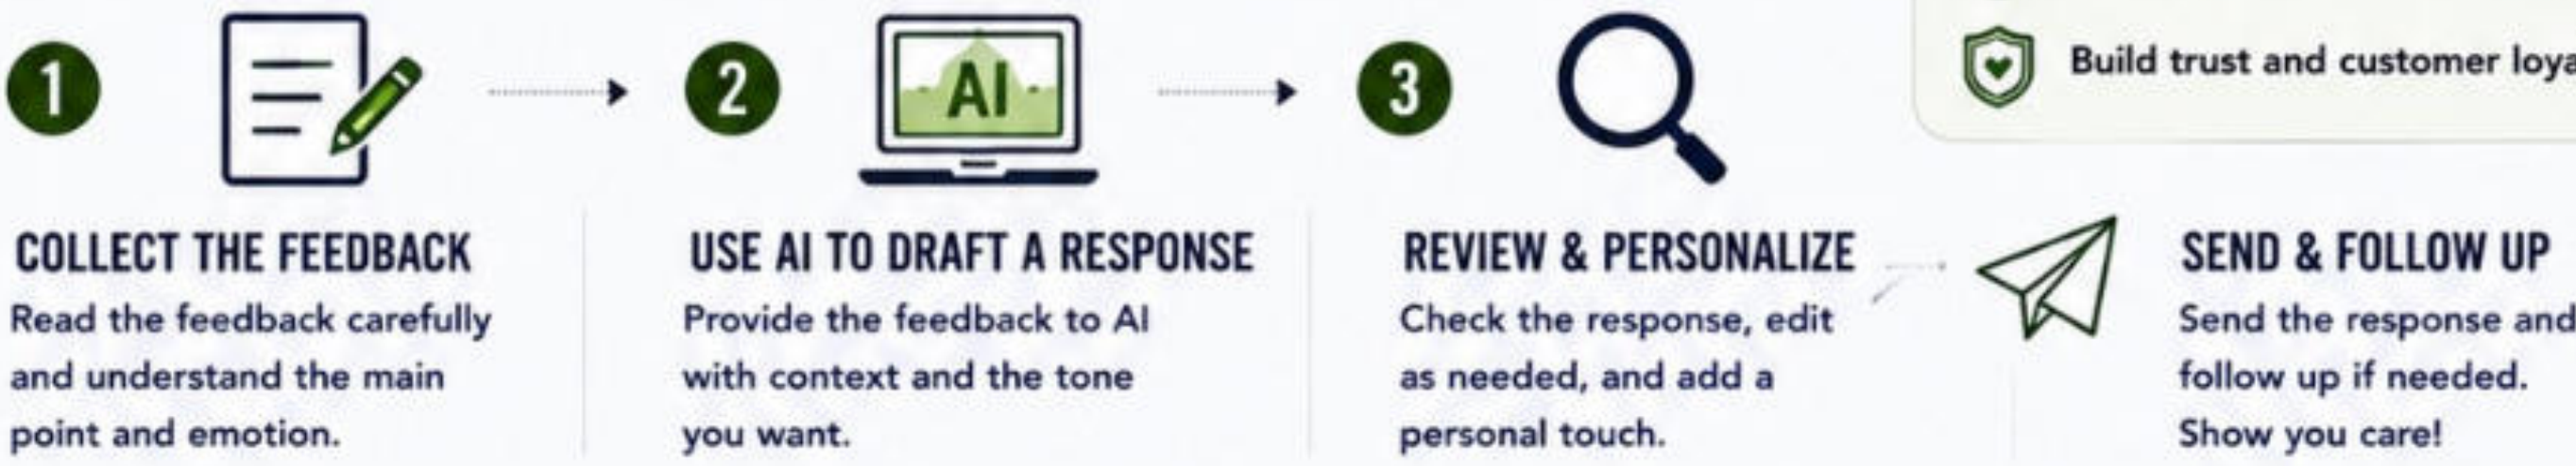 1
2
AI
3
Build trust and customer
COLLECT THE FEEDBACK
Read the feedback carefully
and understand the main
point and emotion.
USE AI TO DRAFT A RESPONSE
Provide the feedback to AI
with context and the tone
you want.
REVIEW & PERSONALIZE
Check the response, edit
as needed, and add a
personal touch.
SEND & FOLLOW UP
Send the response and
follow up if needed.
Show you care!